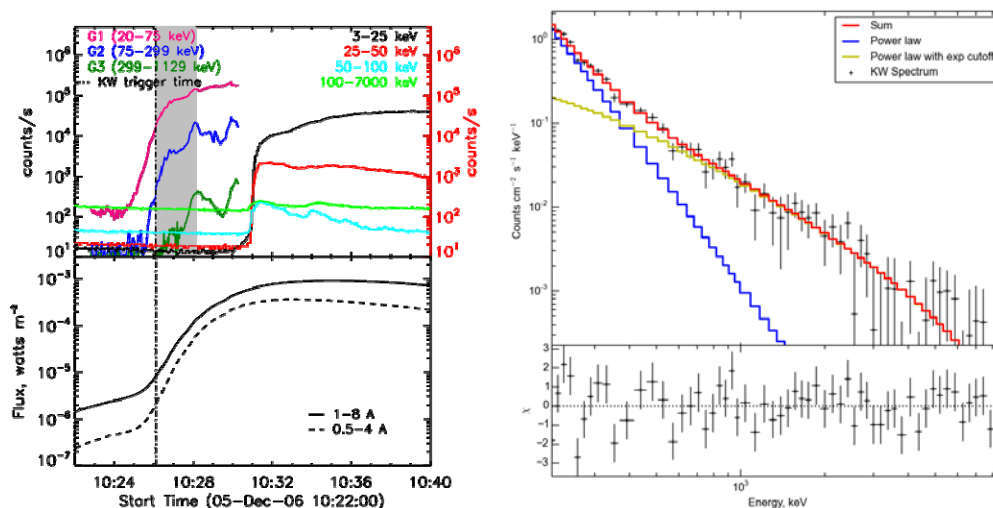 G1 (20–75 keV) 3–25 keV
G2 (75–299 keV) 25–50 keV
G3 (299–1129 keV) 50–100 keV
KW trigger time 100–7000 keV
10⁶ 10⁶
10⁵ 10⁵
10⁴ 10⁴
10³ 10³
10² 10²
10¹ 10¹
counts/s
counts/s
10⁻³
10⁻⁴
10⁻⁵
10⁻⁶
10⁻⁷
Flux, watts m⁻²
1–8 A
0.5–4 A
10:24 10:28 10:32 10:36 10:40
Start Time (05–Dec–06 10:22:00)
Sum
Power law
Power law with exp cutoff
KW Spectrum
10⁰
10⁻¹
10⁻²
10⁻³
Counts cm⁻² s⁻¹ keV⁻¹
3
2
1
0
−1
−2
−3
χ
10³
Energy, keV